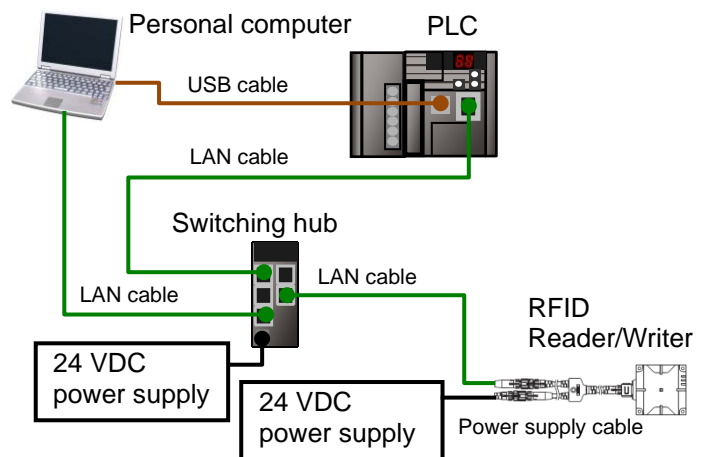 Personal computer
PLC
88
USB cable
LAN cable
Switching hub
LAN cable
LAN cable
RFID
Reader/Writer
24 VDC
power supply
24 VDC
power supply
Power supply cable